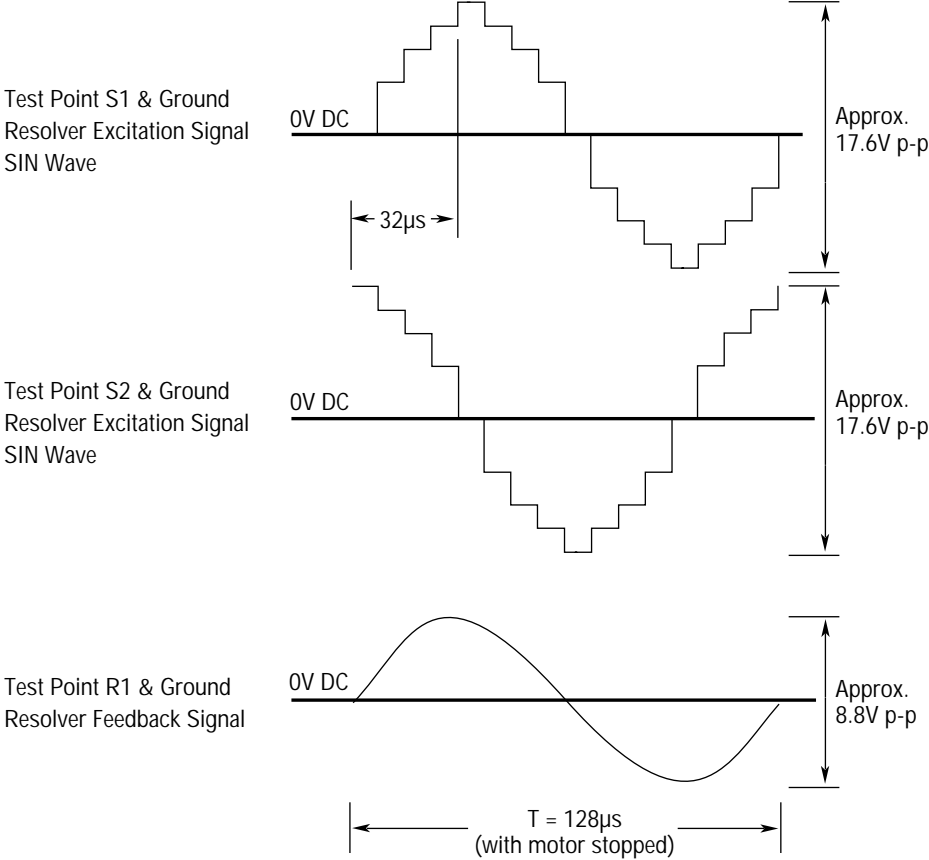 Test Point S1 & Ground
Resolver Excitation Signal
SIN Wave
0V DC
32µs
Approx.
17.6V p-p
Test Point S2 & Ground
Resolver Excitation Signal
SIN Wave
0V DC
Approx.
17.6V p-p
Test Point R1 & Ground
Resolver Feedback Signal
0V DC
Approx.
8.8V p-p
T = 128µs
(with motor stopped)